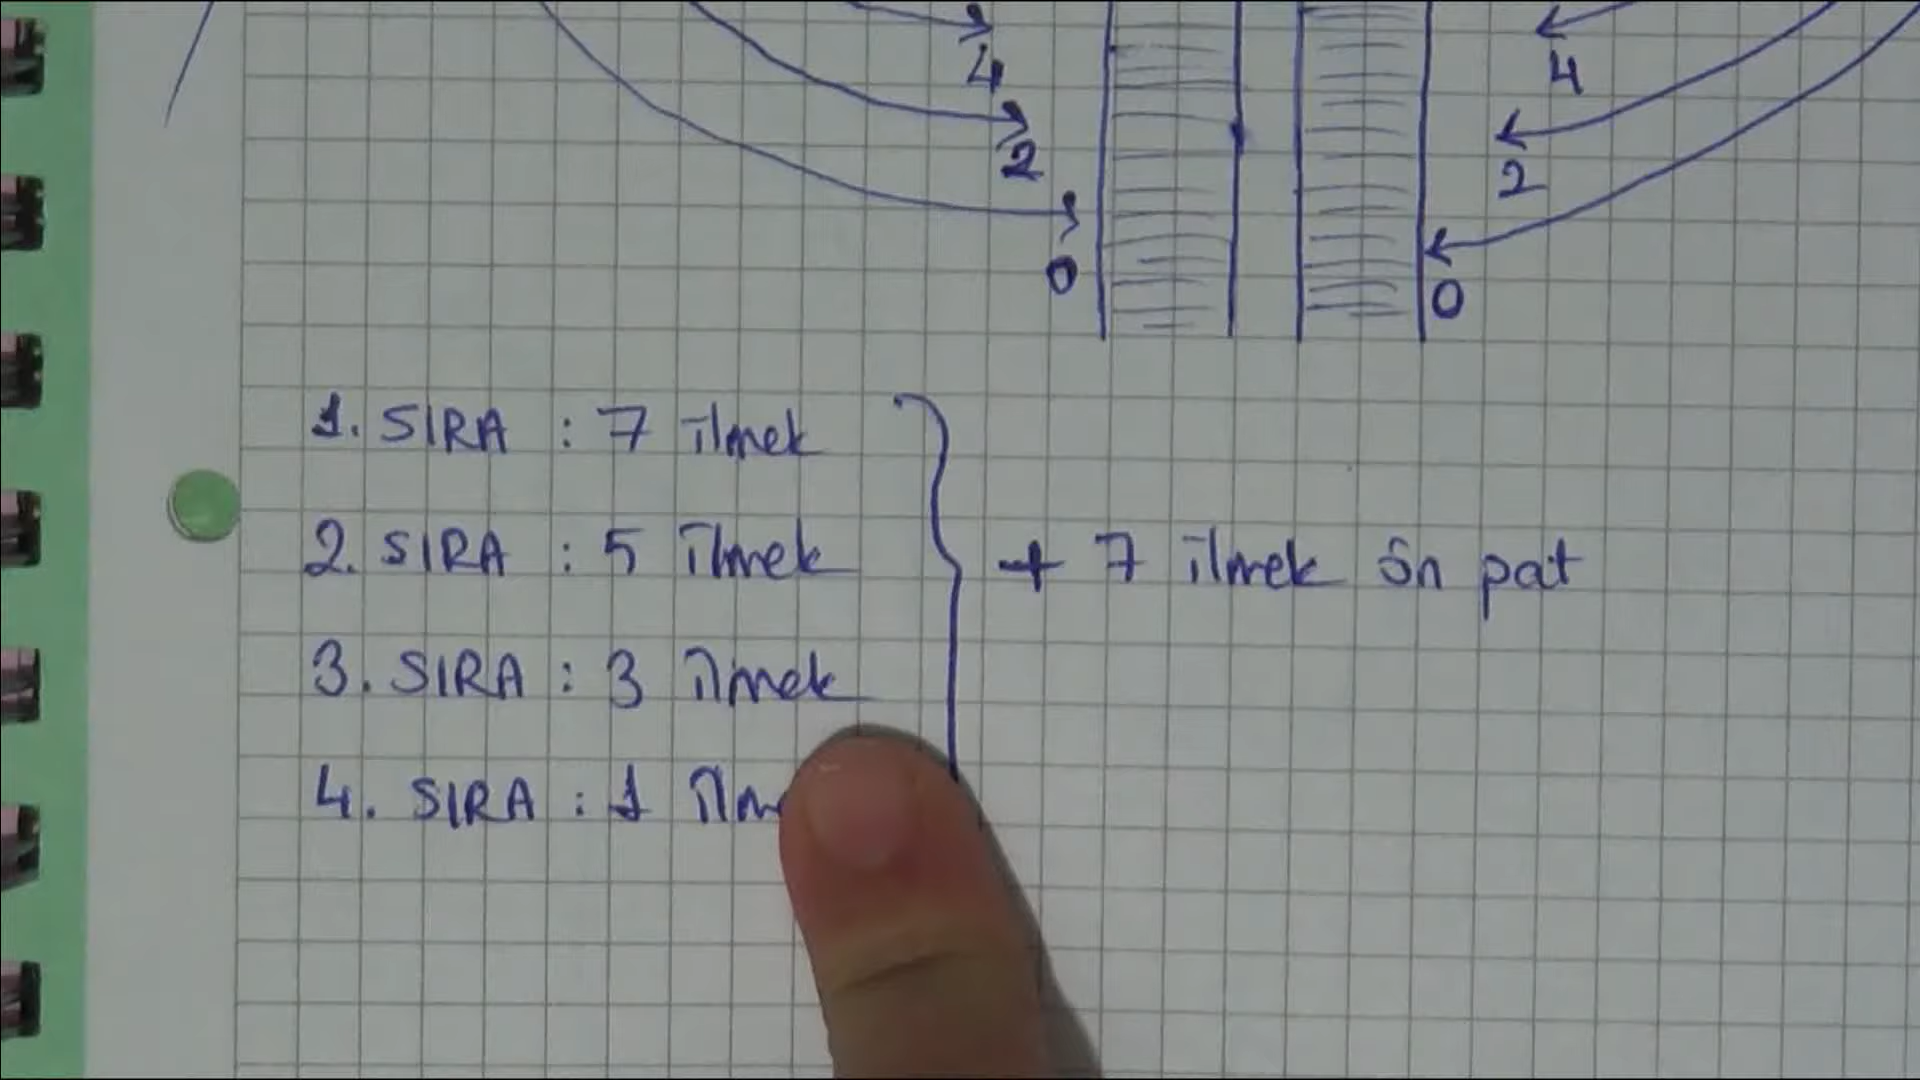 4 4
2 2
0 0
1. SIRA : 7 ilmek
2. SIRA : 5 ilmek
+ 7 ilmek ön pat
3. SIRA : 3 ilmek
4. SIRA : 1